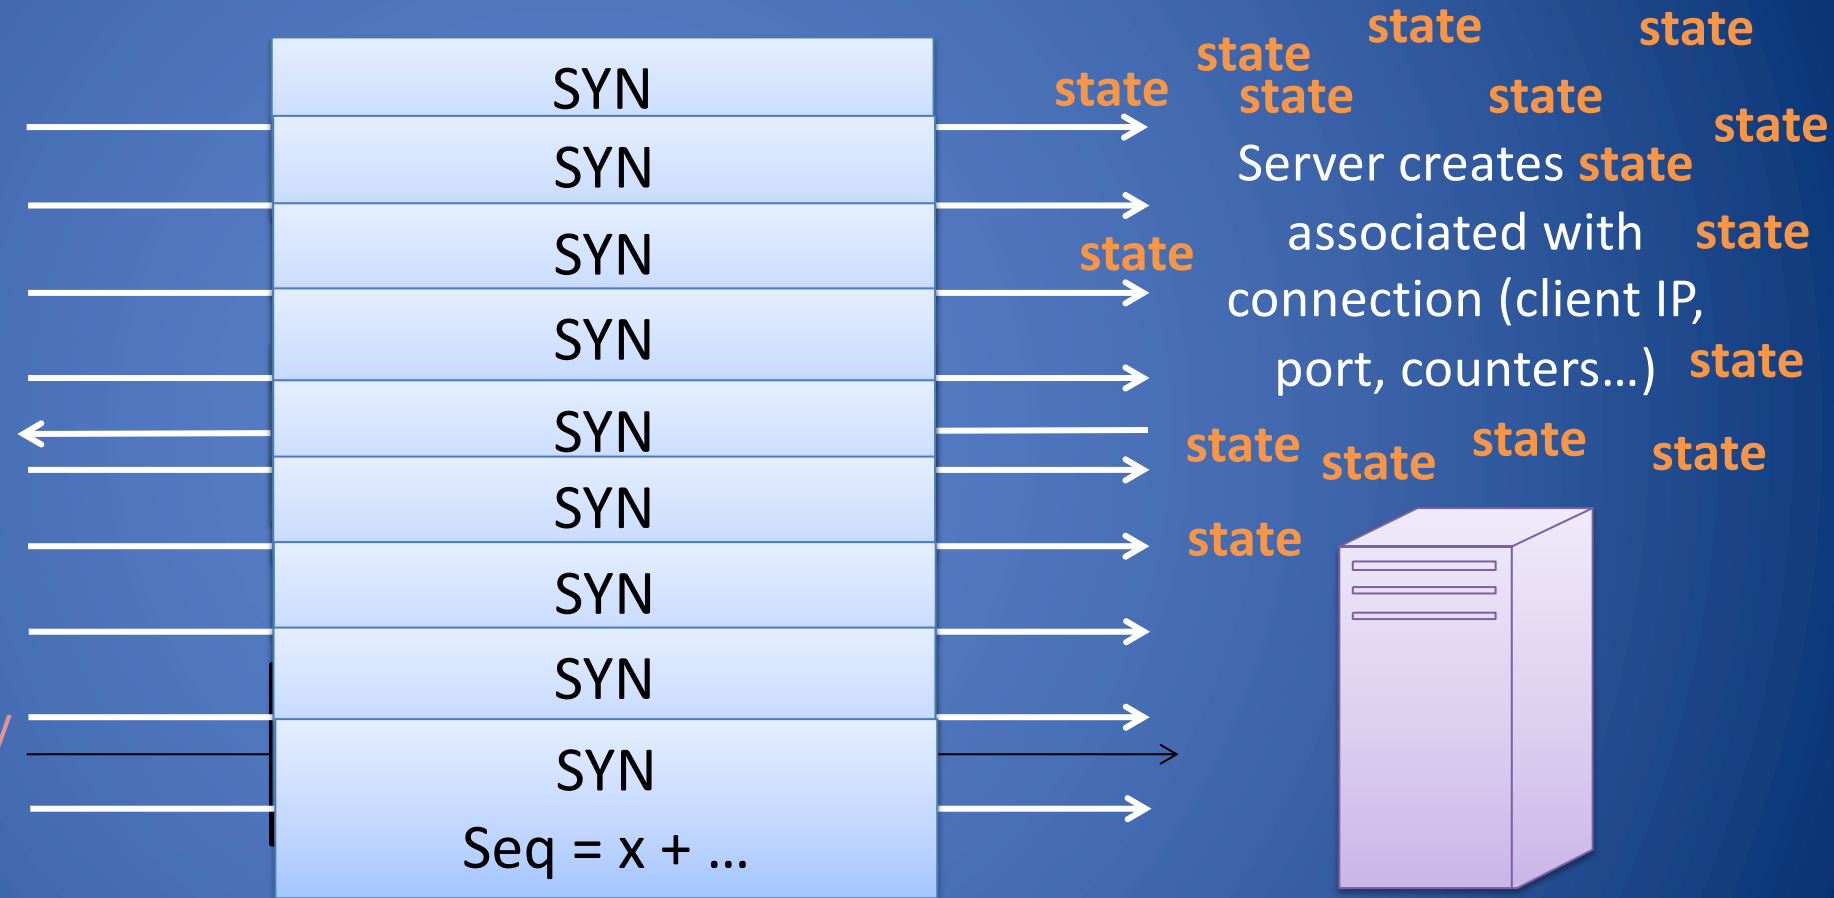 state
state
state
SYN
state
state
state
state
SYN
Server creates state
SYN
associated with state
state
connection (client IP,
SYN
port, counters...) state
SYN
state
state
state
state
SYN
state
SYN
SYN
SYN
Seq = x + ...